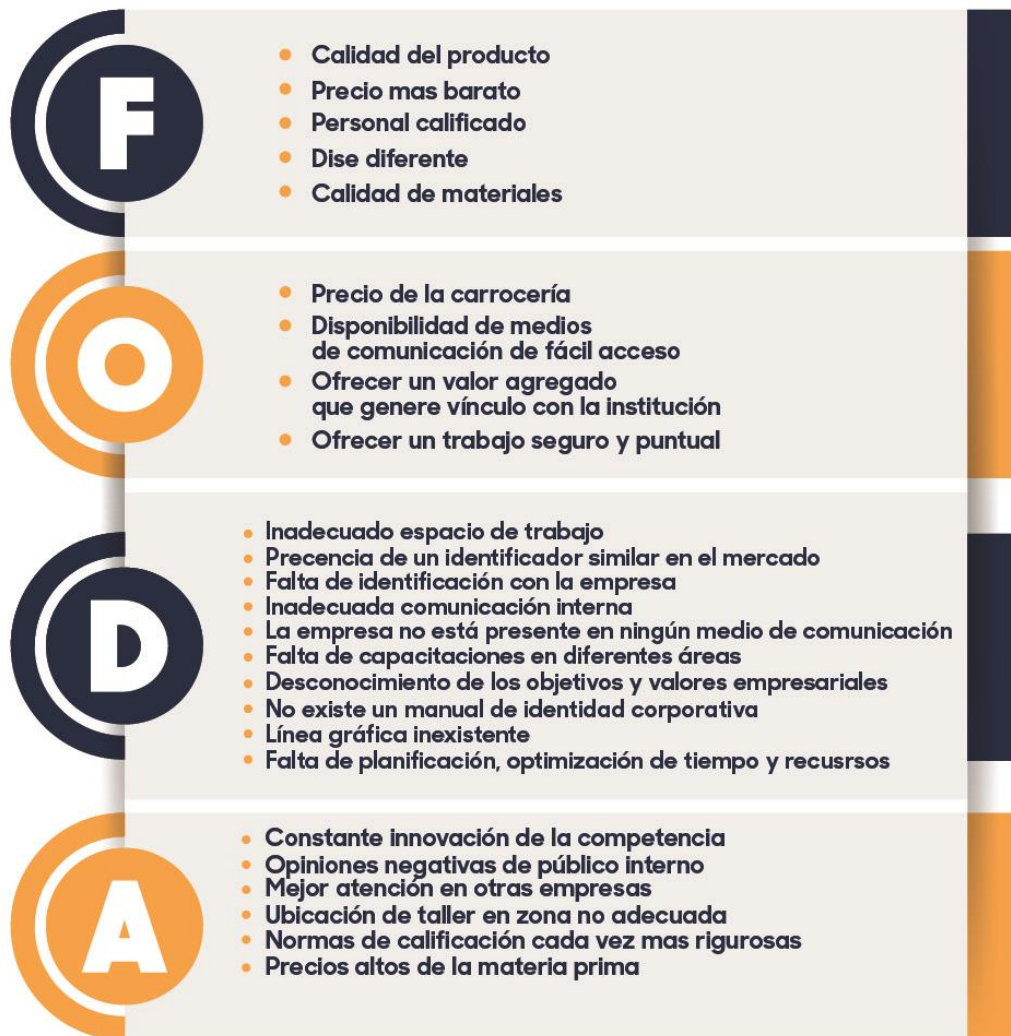 F
Calidad del producto
Precio mas barato
Personal calificado
Dise diferente
Calidad de materiales
O
Precio de la carrocería
Disponibilidad de medios
de comunicación de fácil acceso
Ofrecer un valor agregado
que genere vínculo con la institución
Ofrecer un trabajo seguro y puntual
D
Inadecuado espacio de trabajo
Precencia de un identificador similar en el mercado
Falta de identificación con la empresa
Inadecuada comunicación interna
La empresa no está presente en ningún medio de comunicación
Falta de capacitaciones en diferentes áreas
Desconocimiento de los objetivos y valores empresariales
No existe un manual de identidad corporativa
Línea gráfica inexistente
Falta de planificación, optimización de tiempo y recusrsos
A
Constante innovación de la competencia
Opiniones negativas de público interno
Mejor atención en otras empresas
Ubicación de taller en zona no adecuada
Normas de calificación cada vez mas rigurosas
Precios altos de la materia prima